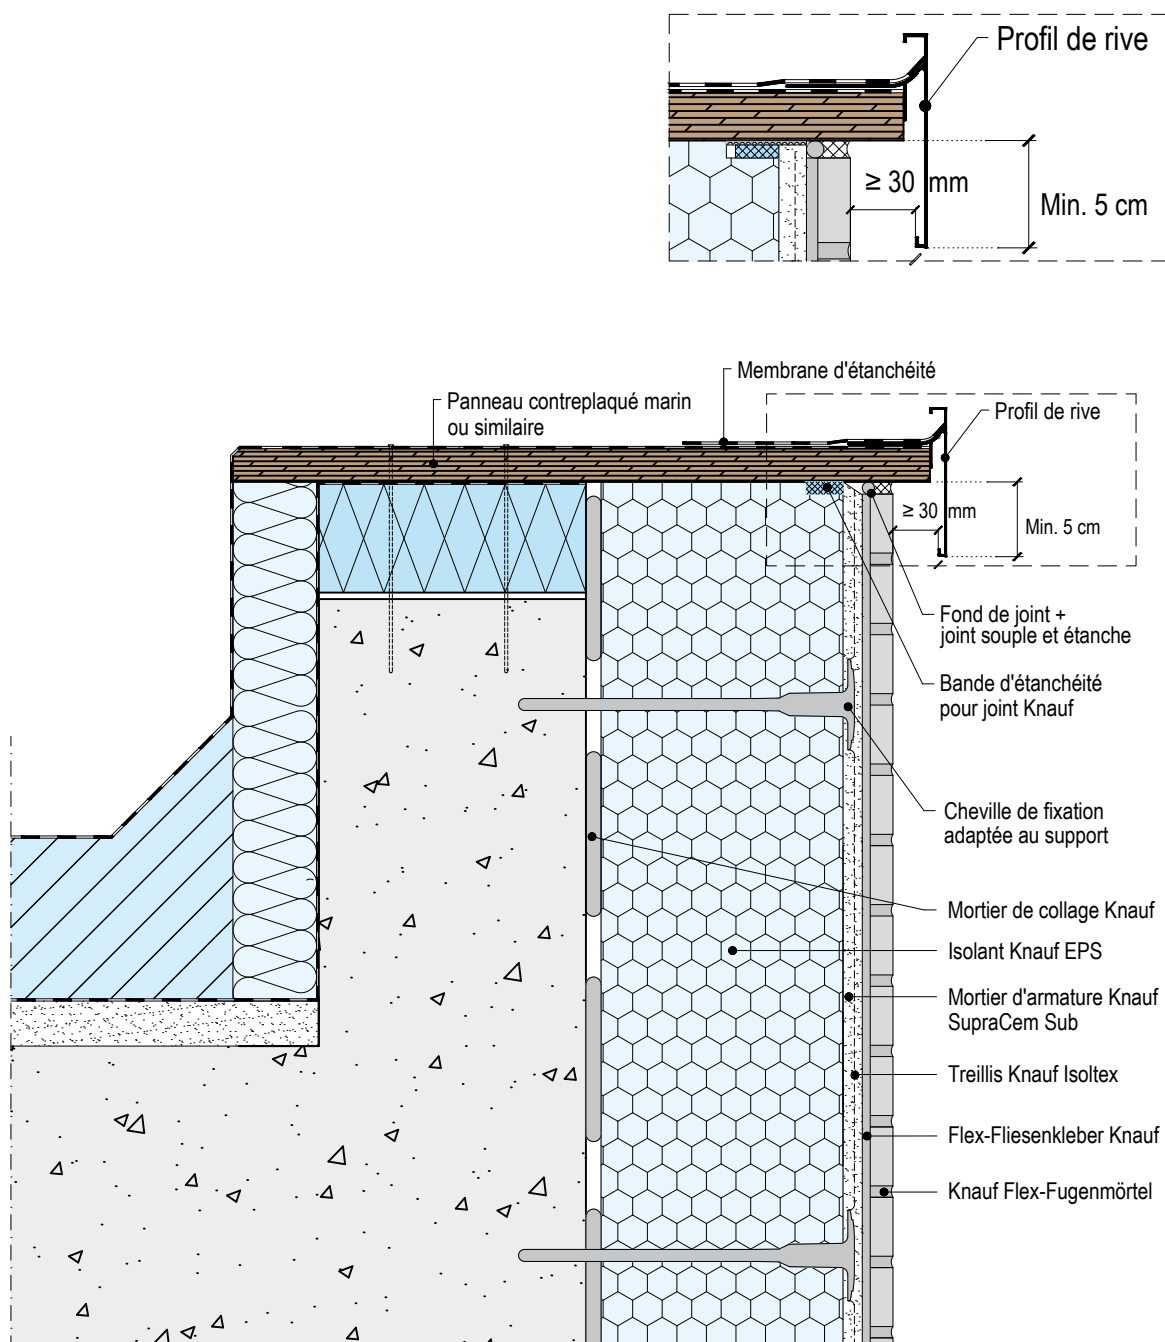 Profil de rive
≥ 30 mm
Min. 5 cm
Membrane d'étanchéité
Panneau contreplaqué marin
ou similaire
Profil de rive
≥ 30 mm
Min. 5 cm
Fond de joint +
joint souple et étanche
Bande d'étanchéité
pour joint Knauf
Cheville de fixation
adaptée au support
Mortier de collage Knauf
Isolant Knauf EPS
Mortier d'armature Knauf
SupraCem Sub
Treillis Knauf Isoltex
Flex-Fliesenkleber Knauf
Knauf Flex-Fugenmörtel